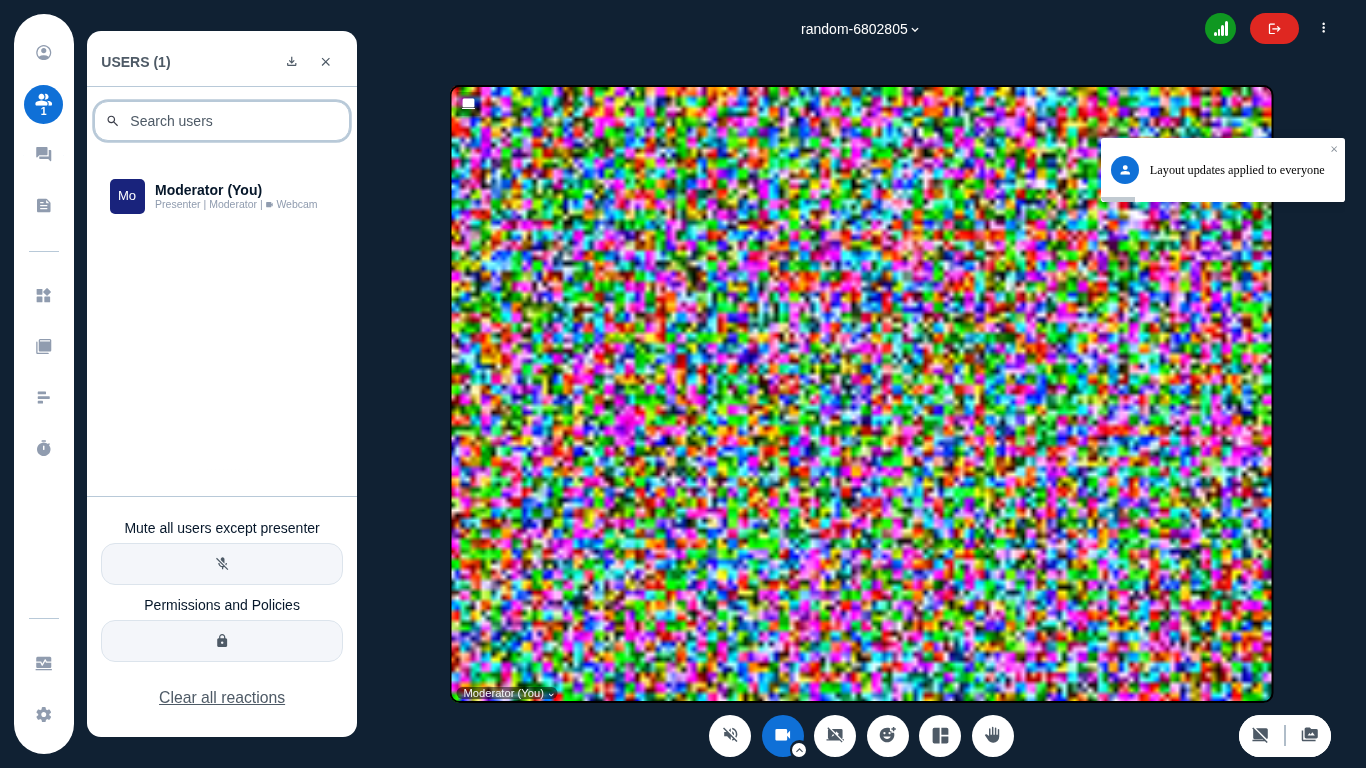 random-6802805
USERS (1)
1
Search users
Mo
Moderator (You)
Presenter | Moderator | Webcam
Layout updates applied to everyone
Mute all users except presenter
Permissions and Policies
Clear all reactions
Moderator (You)